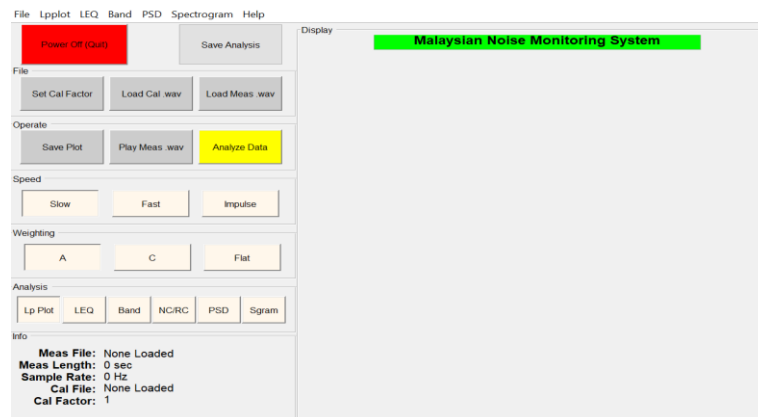 File Lpplot LEQ Band PSD Spectrogram Help
Power Off (Quit)
Save Analysis
Display
Malaysian Noise Monitoring System
File
Set Cal Factor
Load Cal .wav
Load Meas .wav
Operate
Save Plot
Play Meas .wav
Analyze Data
Speed
Slow
Fast
Impulse
Weighting
A
C
Flat
Analysis
Lp Plot
LEQ
Band
NC/RC
PSD
Sgram
Info
Meas File: None Loaded
Meas Length: 0 sec
Sample Rate: 0 Hz
Cal File: None Loaded
Cal Factor: 1